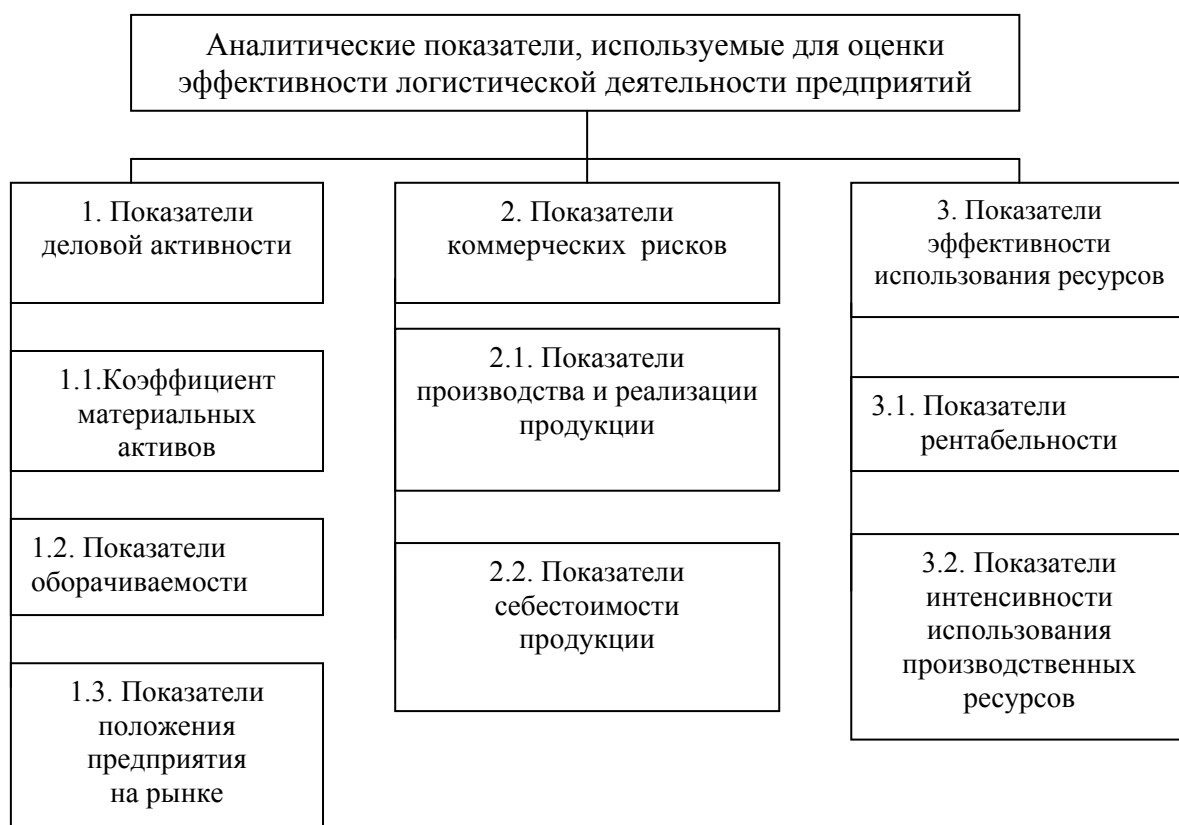 Аналитические показатели, используемые для оценки
эффективности логистической деятельности предприятий
1. Показатели
деловой активности
1.1.Коэффициент
материальных
активов
1.2. Показатели
оборачиваемости
1.3. Показатели
положения
предприятия
на рынке
2. Показатели
коммерческих рисков
2.1. Показатели
производства и реализации
продукции
2.2. Показатели
себестоимости
продукции
3. Показатели
эффективности
использования ресурсов
3.1. Показатели
рентабельности
3.2. Показатели
интенсивности
использования
производственных
ресурсов